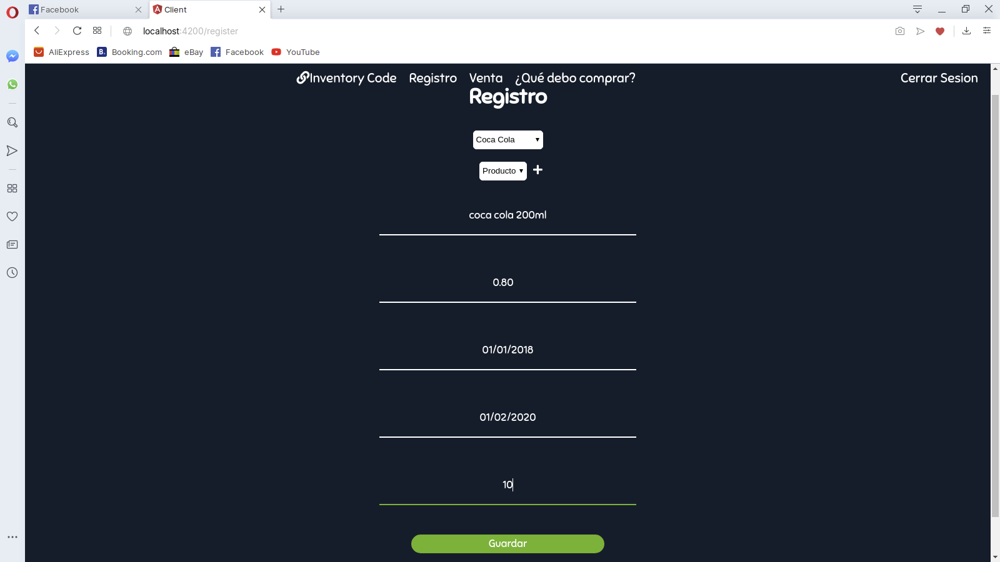 Facebook
Client
localhost:4200/register
AliExpress
B. Booking.com
eBay
Facebook
YouTube
Inventory Code Registro Venta ¿Qué debo comprar? Cerrar Sesion
Registro
Coca Cola
Producto
coca cola 200ml
0.80
01/01/2018
01/02/2020
10
Guardar